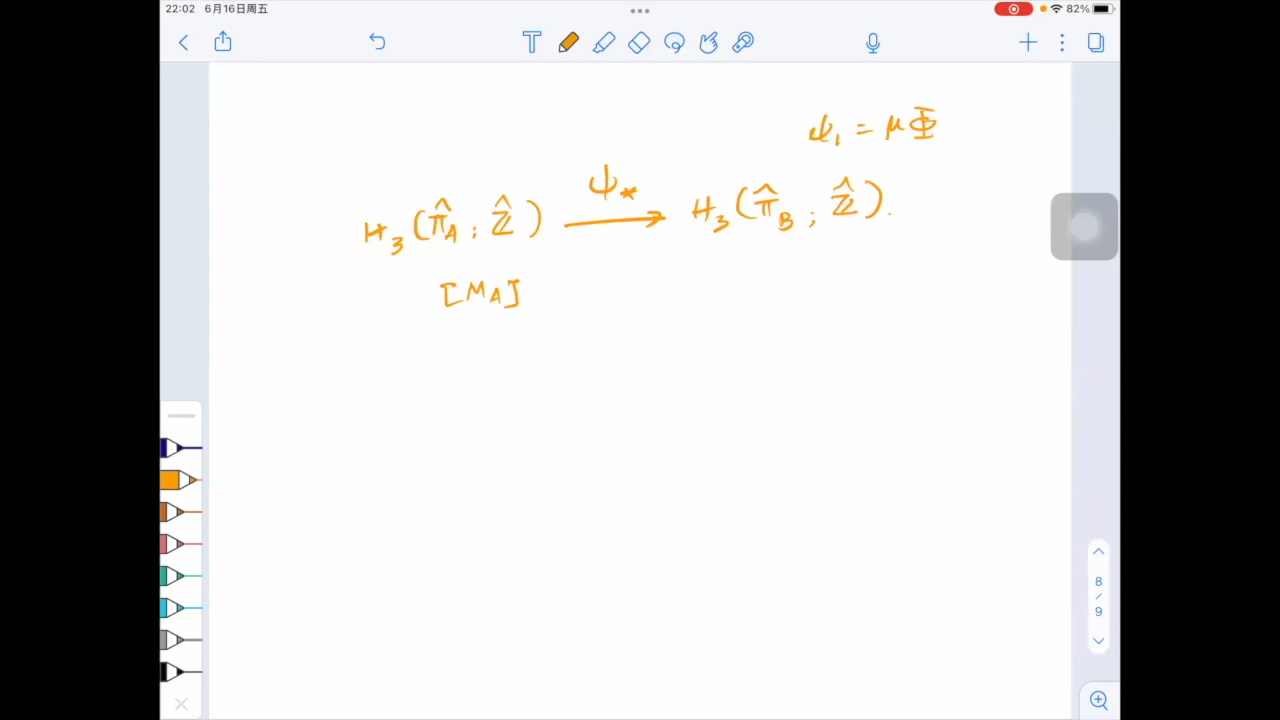 22:02 6月16日周五
82%
ψ₁ = μΦ
H₃(π̂_A ; ℤ̂) ⟶ H₃(π̂_B ; ℤ̂).
ψ_*
[M_A]
8
/
9